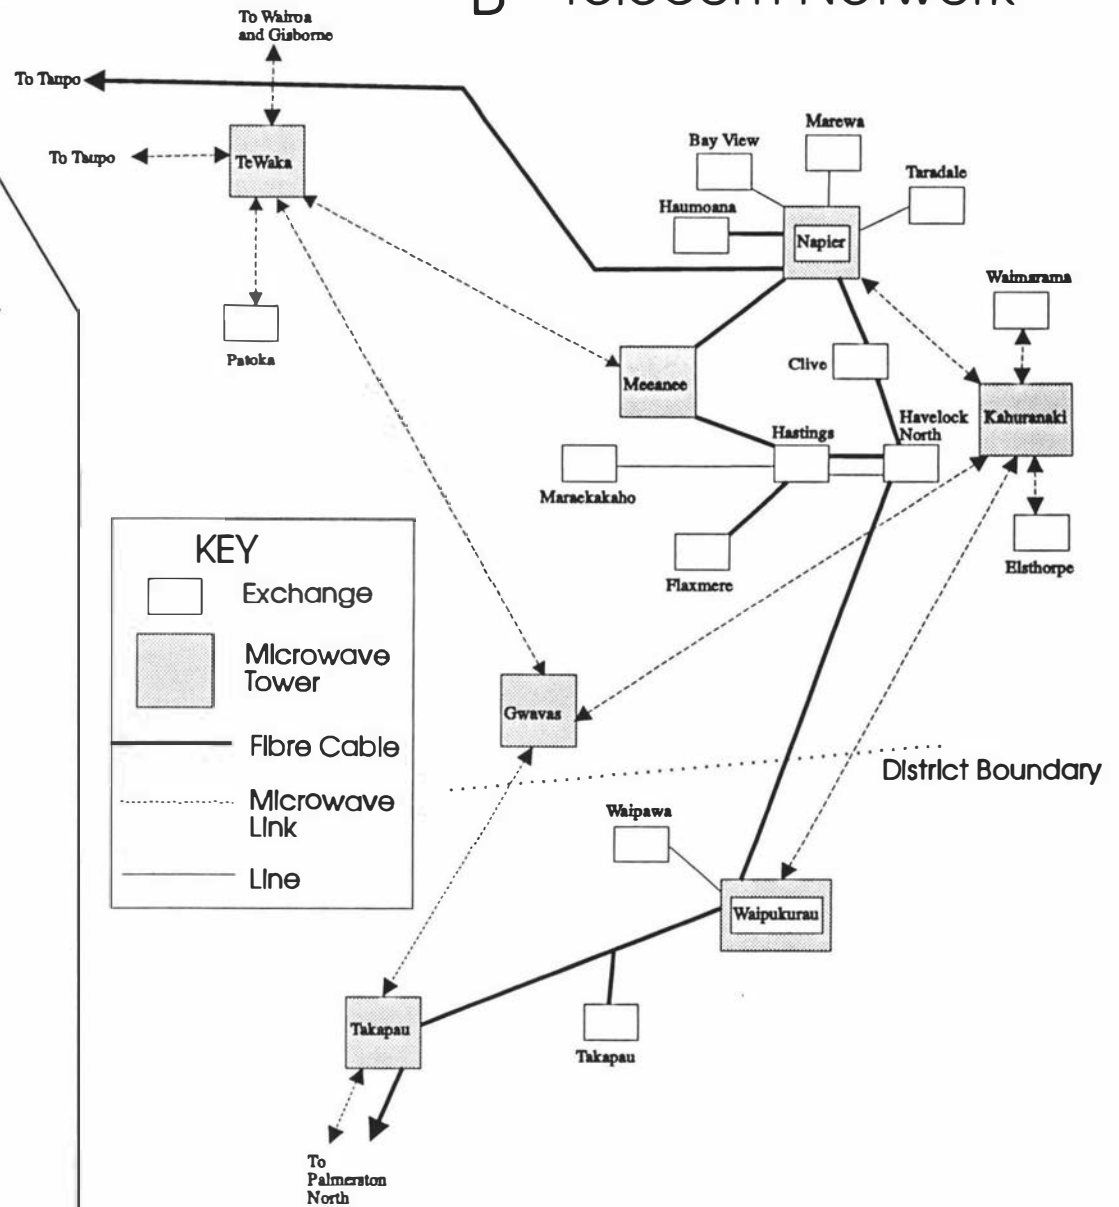 B Telecom Network
To Wairoa
and Gisborne
To Taupo
To Taupo
TeWaka
Patoka
Marewa
Bay View
Taradale
Haumoana
Napier
Waimarama
Clive
Meeanee
Havelock
North
Kahuranaki
Hastings
Maraekakaho
Flaxmere
Elsthorpe
KEY
Exchange
Microwave
Tower
Fibre Cable
Microwave
Link
Line
Gwavas
District Boundary
Waipawa
Waipukurau
Takapau
Takapau
To
Palmerston
North